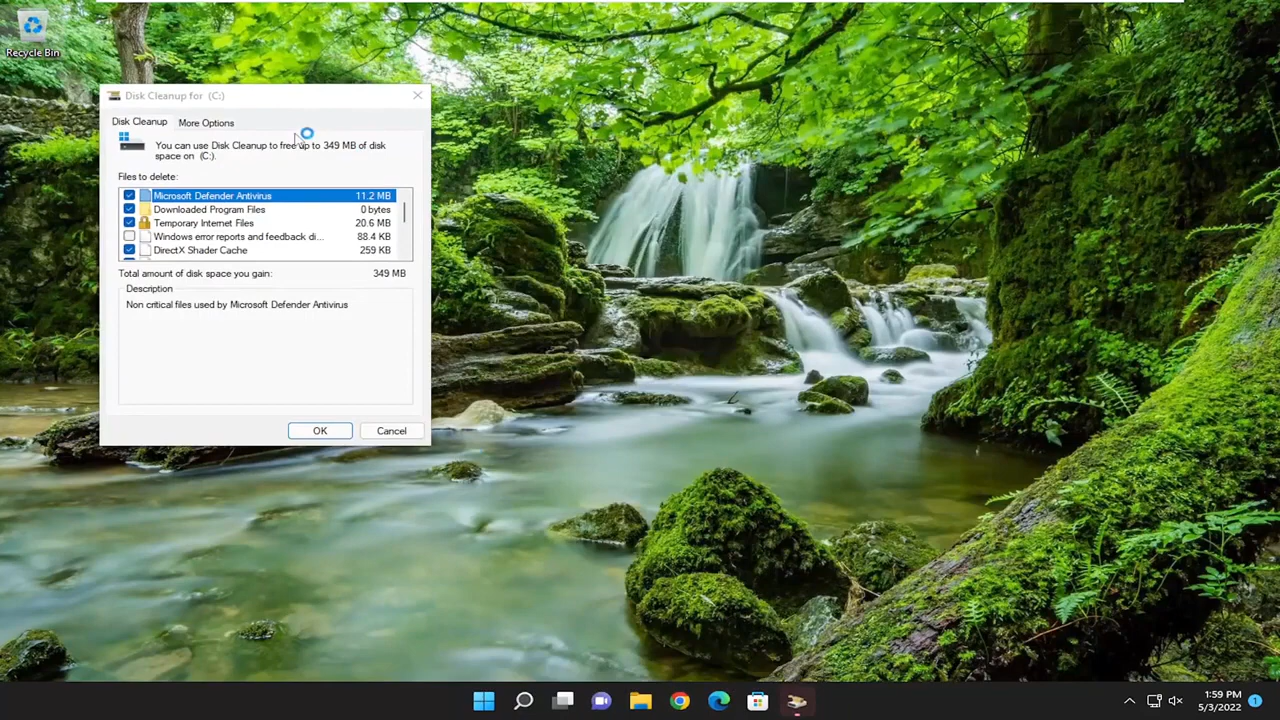 Recycle Bin
Disk Cleanup for (C:)
Disk Cleanup
More Options
You can use Disk Cleanup to free up to 349 MB of disk
space on (C:).
Files to delete:
Microsoft Defender Antivirus 11.2 MB
Downloaded Program Files 0 bytes
Temporary Internet Files 20.6 MB
Windows error reports and feedback di... 88.4 KB
DirectX Shader Cache 259 KB
Total amount of disk space you gain: 349 MB
Description
Non critical files used by Microsoft Defender Antivirus
OK
Cancel
1:59 PM
5/3/2022
1